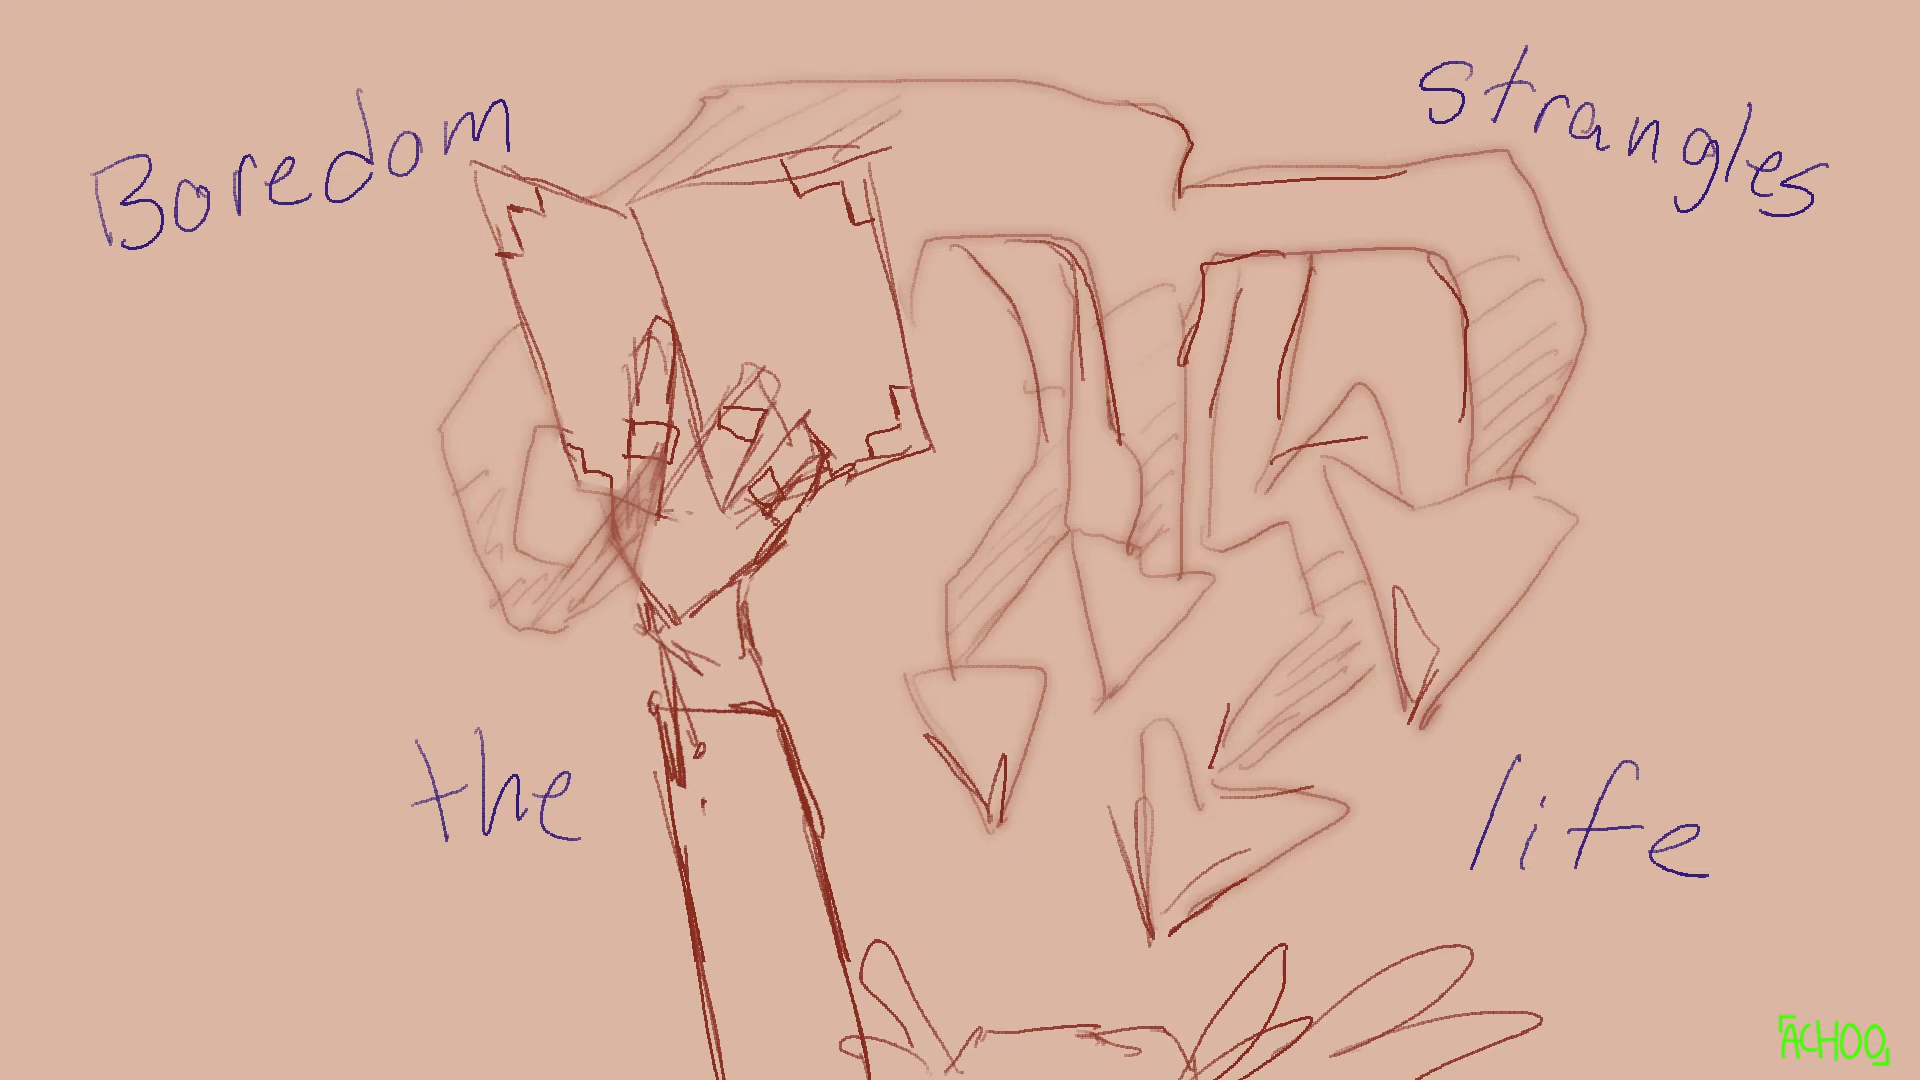 Boredom
strangles
the
life
「ACHOO」